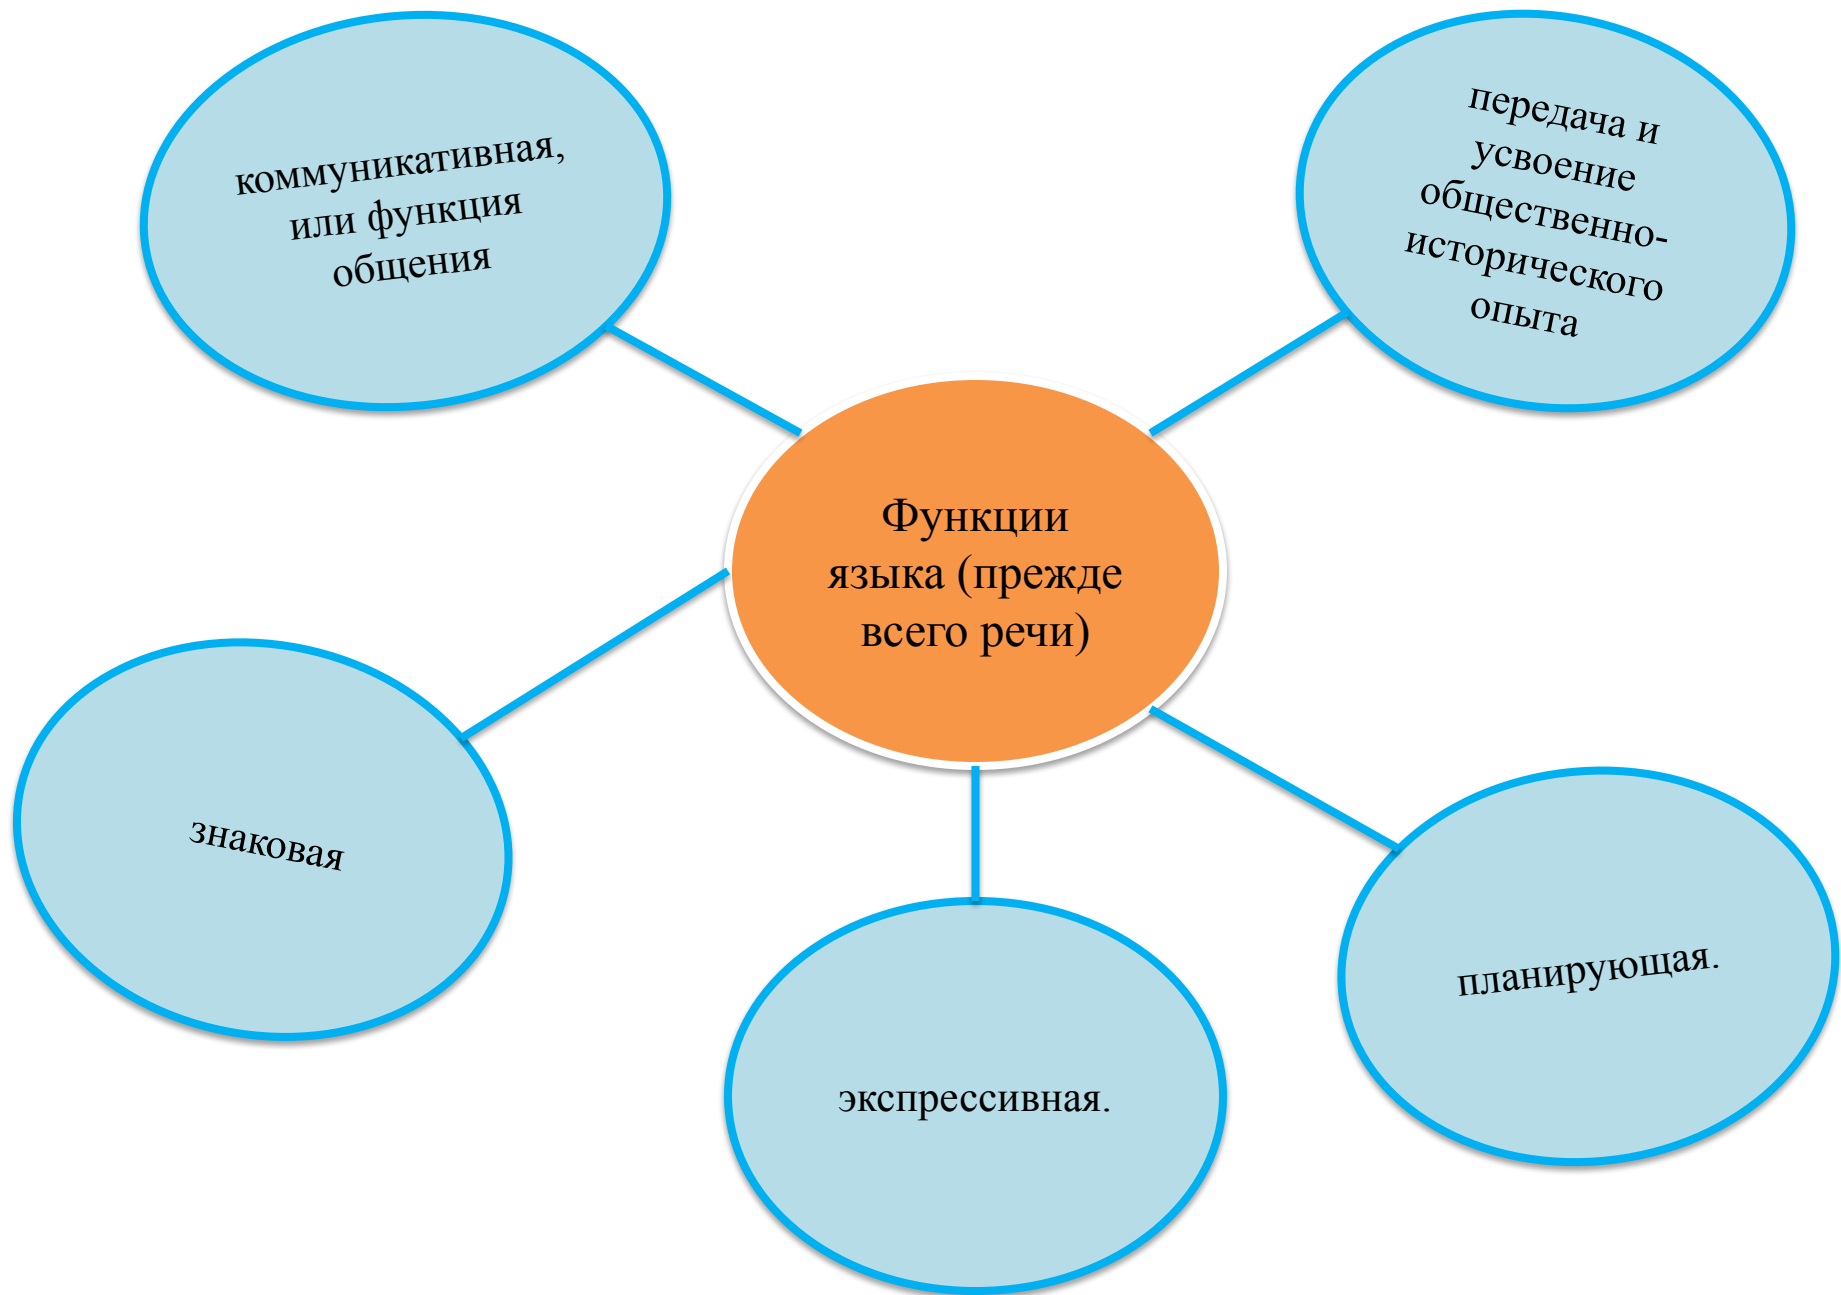 коммуникативная,
или функция
общения
передача и
усвоение
общественно-
исторического
опыта
Функции
языка (прежде
всего речи)
знаковая
экспрессивная.
планирующая.